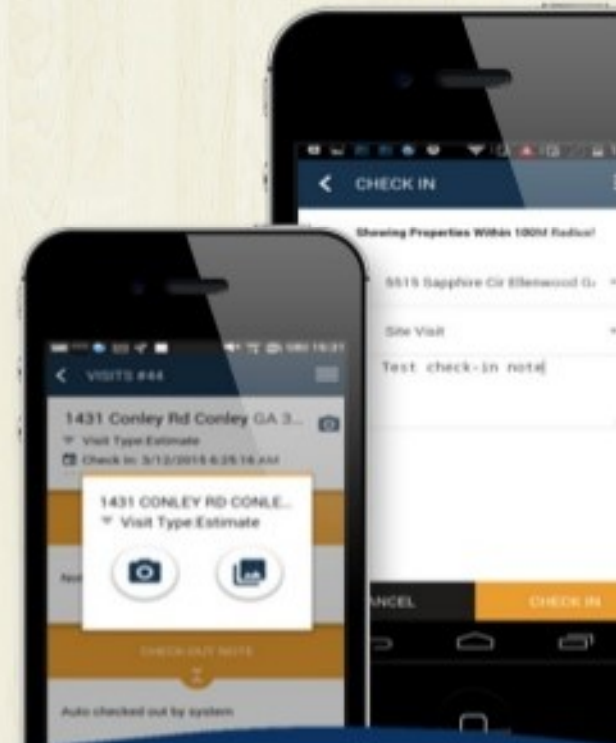 VISITS #44
1431 Conley Rd Conley GA 3...
Visit Type:Estimate
Check In: 3/12/2015 6:25:16 AM
1431 CONLEY RD CONLE...
Visit Type:Estimate
CHECK OUT NOTE
Auto checked out by system
CHECK IN
Showing Properties Within 100M Radius!
5515 Sapphire Cir Ellenwood G
Site Visit
Test check-in note
ANCEL
CHECK IN